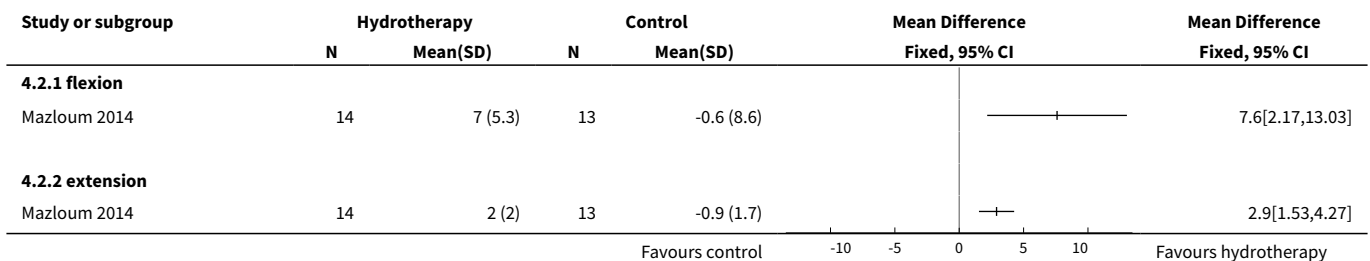 Study or subgroup Hydrotherapy Control Mean Difference Mean Difference
N Mean(SD) N Mean(SD) Fixed, 95% CI Fixed, 95% CI
4.2.1 flexion
Mazloum 2014 14 7 (5.3) 13 -0.6 (8.6) 7.6[2.17,13.03]
4.2.2 extension
Mazloum 2014 14 2 (2) 13 -0.9 (1.7) 2.9[1.53,4.27]
Favours control -10 -5 0 5 10 Favours hydrotherapy